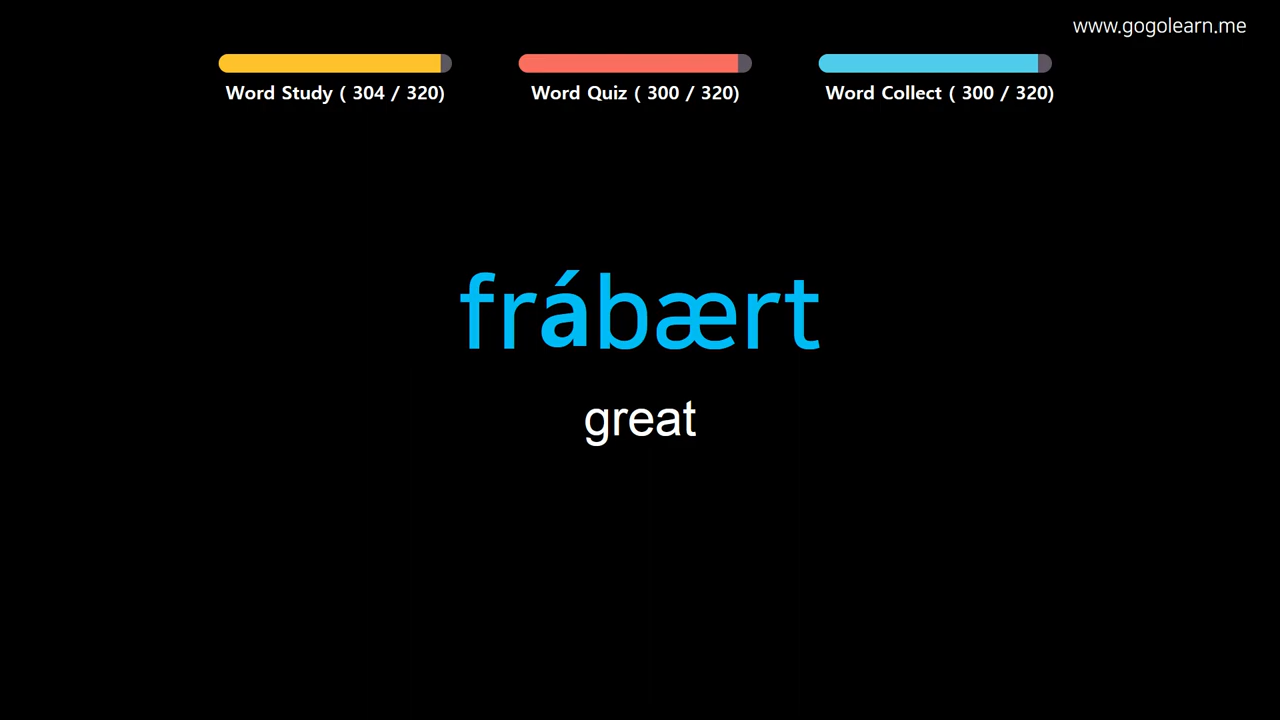 www.gogolearn.me
Word Study ( 304 / 320)
Word Quiz ( 300 / 320)
Word Collect ( 300 / 320)
frábært
great